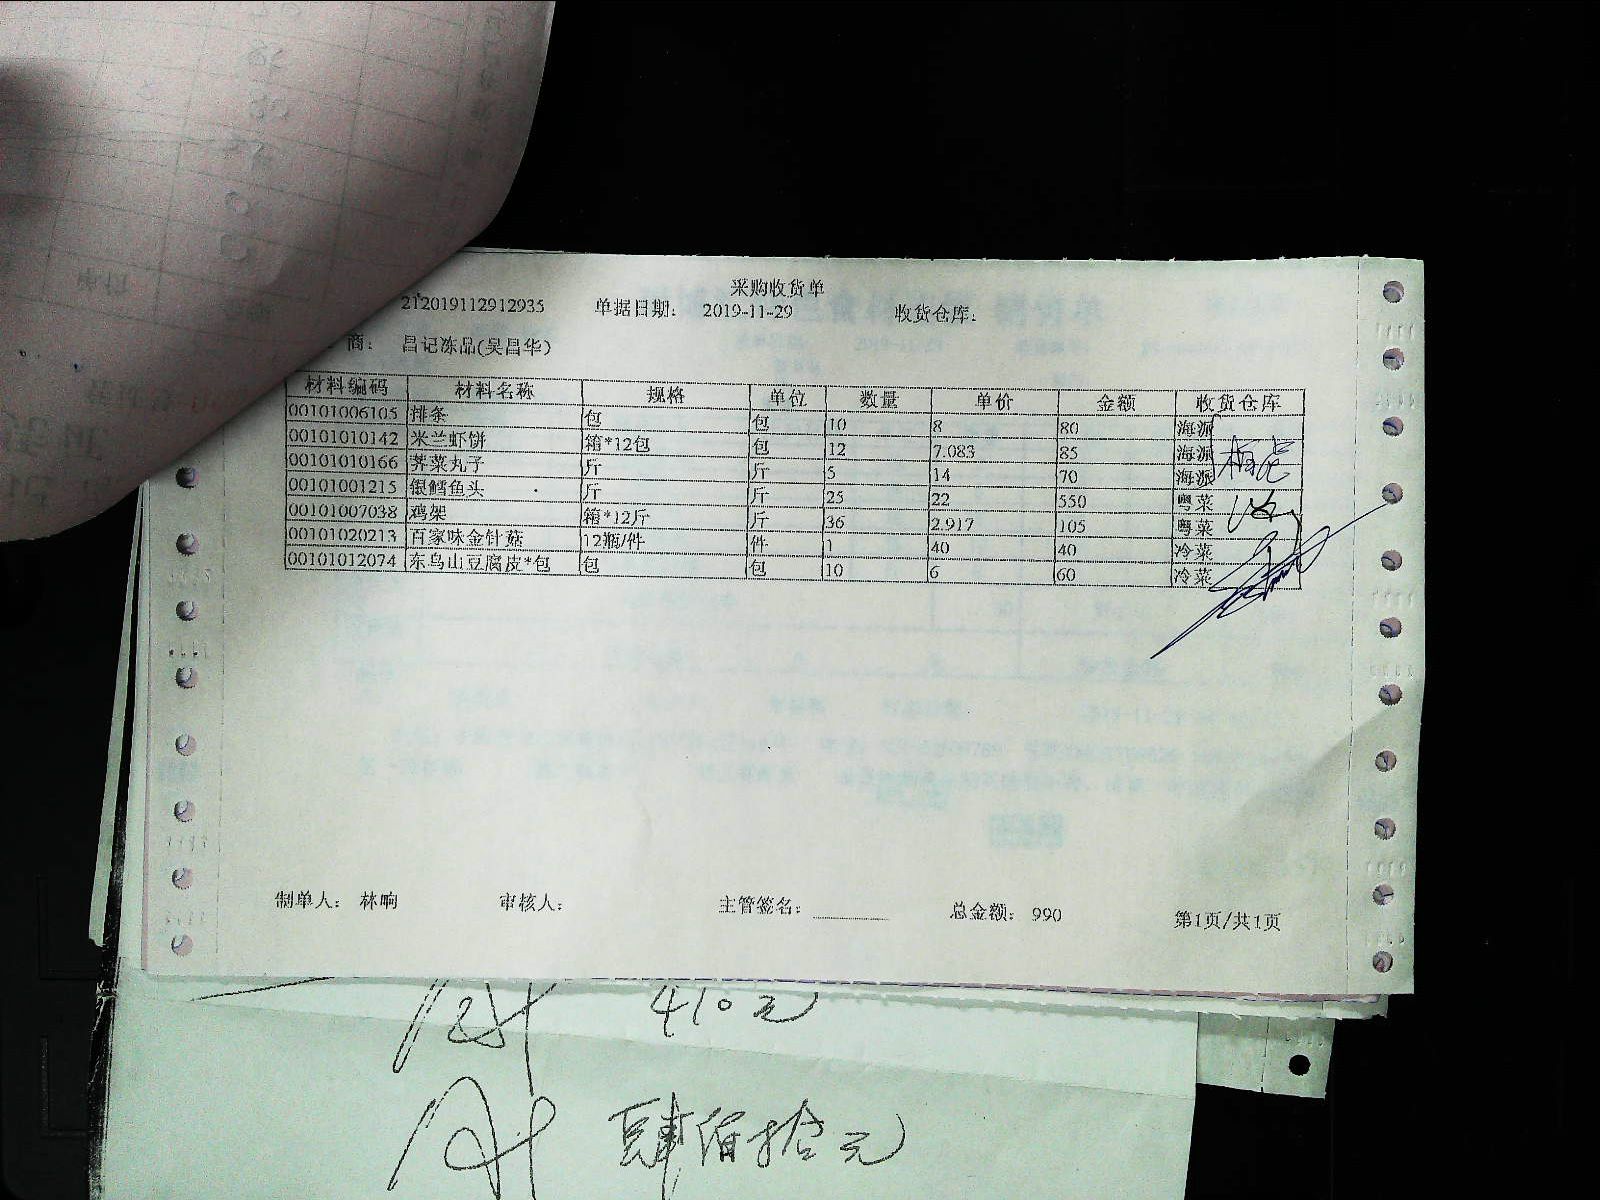 采购收货单
212019112912935 单据日期: 2019-11-29 收货仓库:
商: 昌记冻品(吴昌华)
材料编码 材料名称 规格 单位 数量 单价 金额 收货仓库
00101006105 排条 包 包 10 8 80 海派
00101010142 米兰虾饼 箱*12包 包 12 7.083 85 海派
00101010166 荠菜丸子 斤 斤 5 14 70 海派
00101001215 银鳕鱼头 斤 斤 25 22 550 粤菜
00101007038 鸡架 箱*12斤 斤 36 2.917 105 粤菜
00101020213 百家味金针菇 12瓶/件 件 1 40 40 冷菜
00101012074 东乌山豆腐皮*包 包 包 10 6 60 冷菜
制单人: 林响 审核人: 主管签名: 总金额: 990 第1页/共1页
410元
肆佰拾元